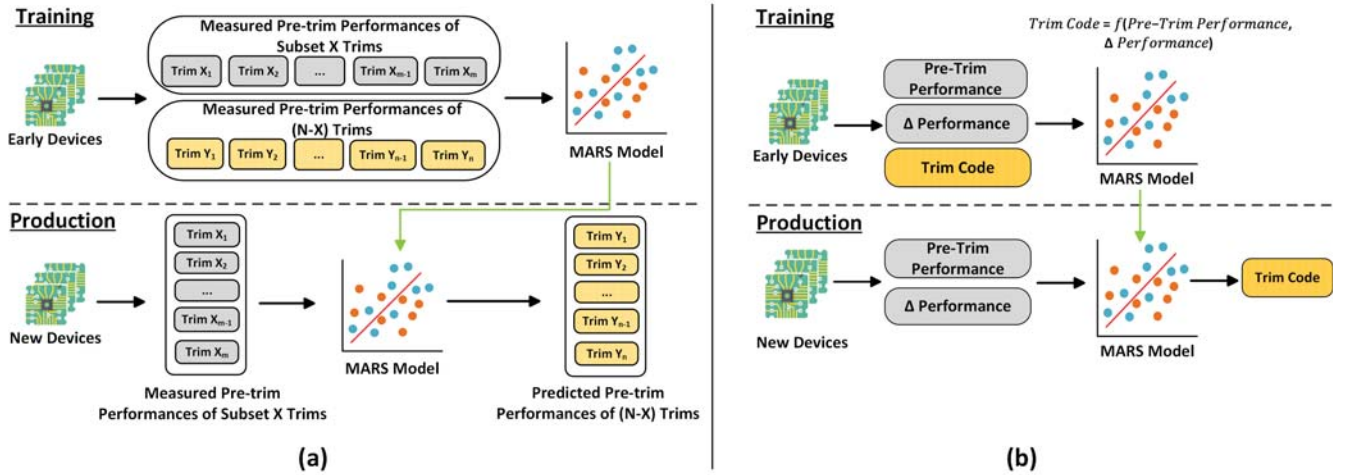 Training
Measured Pre-trim Performances of
Subset X Trims
Trim X₁
Trim X₂
...
Trim Xₘ₋₁
Trim Xₘ
Measured Pre-trim Performances of
(N-X) Trims
Trim Y₁
Trim Y₂
...
Trim Yₙ₋₁
Trim Yₙ
Early Devices
MARS Model
Production
Trim X₁
Trim X₂
...
Trim Xₘ₋₁
Trim Xₘ
New Devices
Measured Pre-trim
Performances of Subset X Trims
MARS Model
Trim Y₁
Trim Y₂
...
Trim Yₙ₋₁
Trim Yₙ
Predicted Pre-trim
Performances of (N-X) Trims
(a)
Training
Trim Code = f(Pre–Trim Performance,
Δ Performance)
Pre-Trim
Performance
Δ Performance
Trim Code
Early Devices
MARS Model
Production
Pre-Trim
Performance
Δ Performance
New Devices
MARS Model
Trim Code
(b)